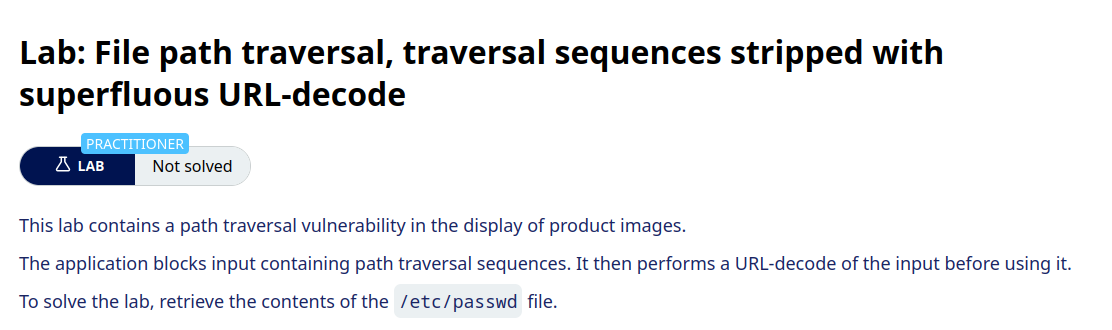 Lab: File path traversal, traversal sequences stripped with
superfluous URL-decode
PRACTITIONER
LAB Not solved
This lab contains a path traversal vulnerability in the display of product images.
The application blocks input containing path traversal sequences. It then performs a URL-decode of the input before using it.
To solve the lab, retrieve the contents of the /etc/passwd file.